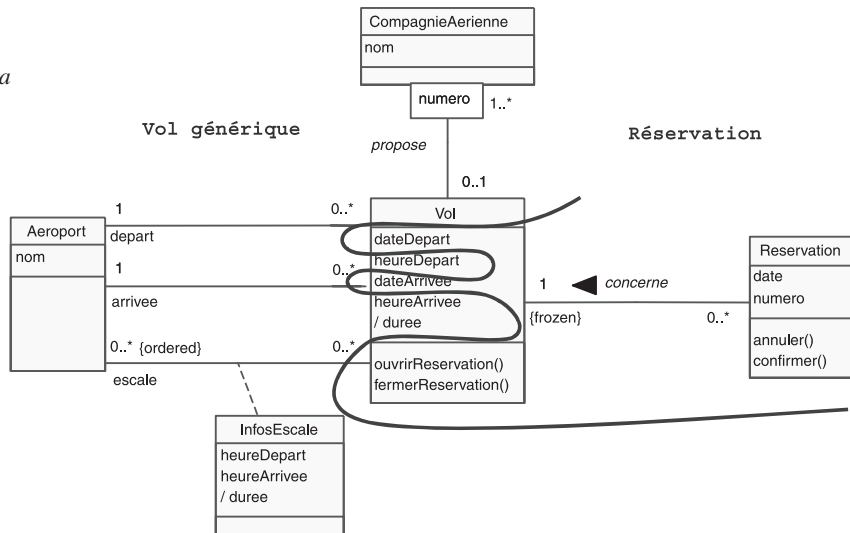 a
CompagnieAerienne
nom
numero
1..*
Vol générique
Réservation
propose
0..1
1
0..*
Vol
Aeroport
depart
nom
dateDepart
heureDepart
dateArrivee
heureArrivee
/ duree
1
0..*
arrivee
Reservation
date
numero
1
concerne
{frozen}
0..*
annuler()
confirmer()
0..* {ordered}
0..*
escale
ouvrirReservation()
fermerReservation()
InfosEscale
heureDepart
heureArrivee
/ duree